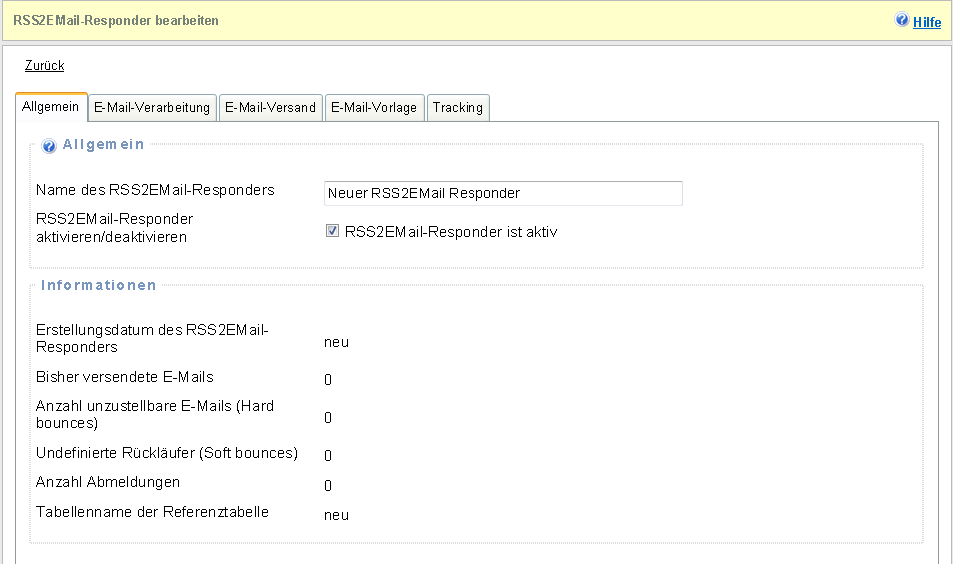 RSS2EMail-Responder bearbeiten
Hilfe
Zurück
Allgemein E-Mail-Verarbeitung E-Mail-Versand E-Mail-Vorlage Tracking
Allgemein
Name des RSS2EMail-Responders Neuer RSS2EMail Responder
RSS2EMail-Responder
aktivieren/deaktivieren
RSS2EMail-Responder ist aktiv
Informationen
Erstellungsdatum des RSS2EMail-
Responders
neu
Bisher versendete E-Mails 0
Anzahl unzustellbare E-Mails (Hard
bounces)
0
Undefinierte Rückläufer (Soft bounces) 0
Anzahl Abmeldungen 0
Tabellenname der Referenztabelle neu